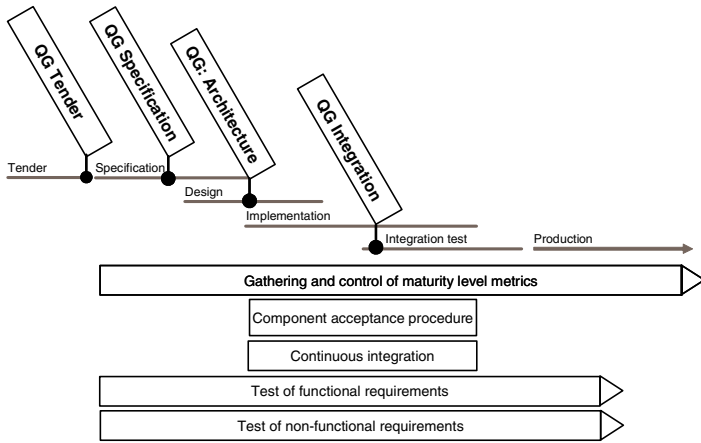 QG Tender
QG Specification
QG: Architecture
QG Integration
Tender
Specification
Design
Implementation
Integration test
Production
Gathering and control of maturity level metrics
Component acceptance procedure
Continuous integration
Test of functional requirements
Test of non-functional requirements